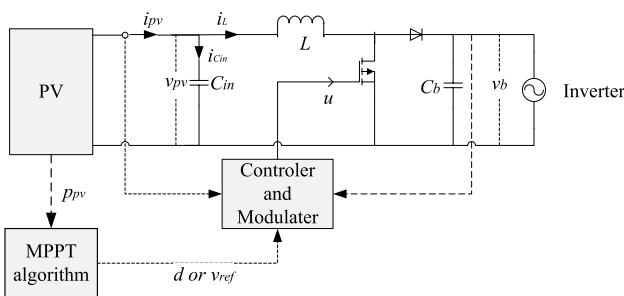 ipv
iL
iCin
L
PV
vpv
Cin
u
Cb
vb
Inverter
Controler
and
Modulater
ppv
MPPT
algorithm
d or vref